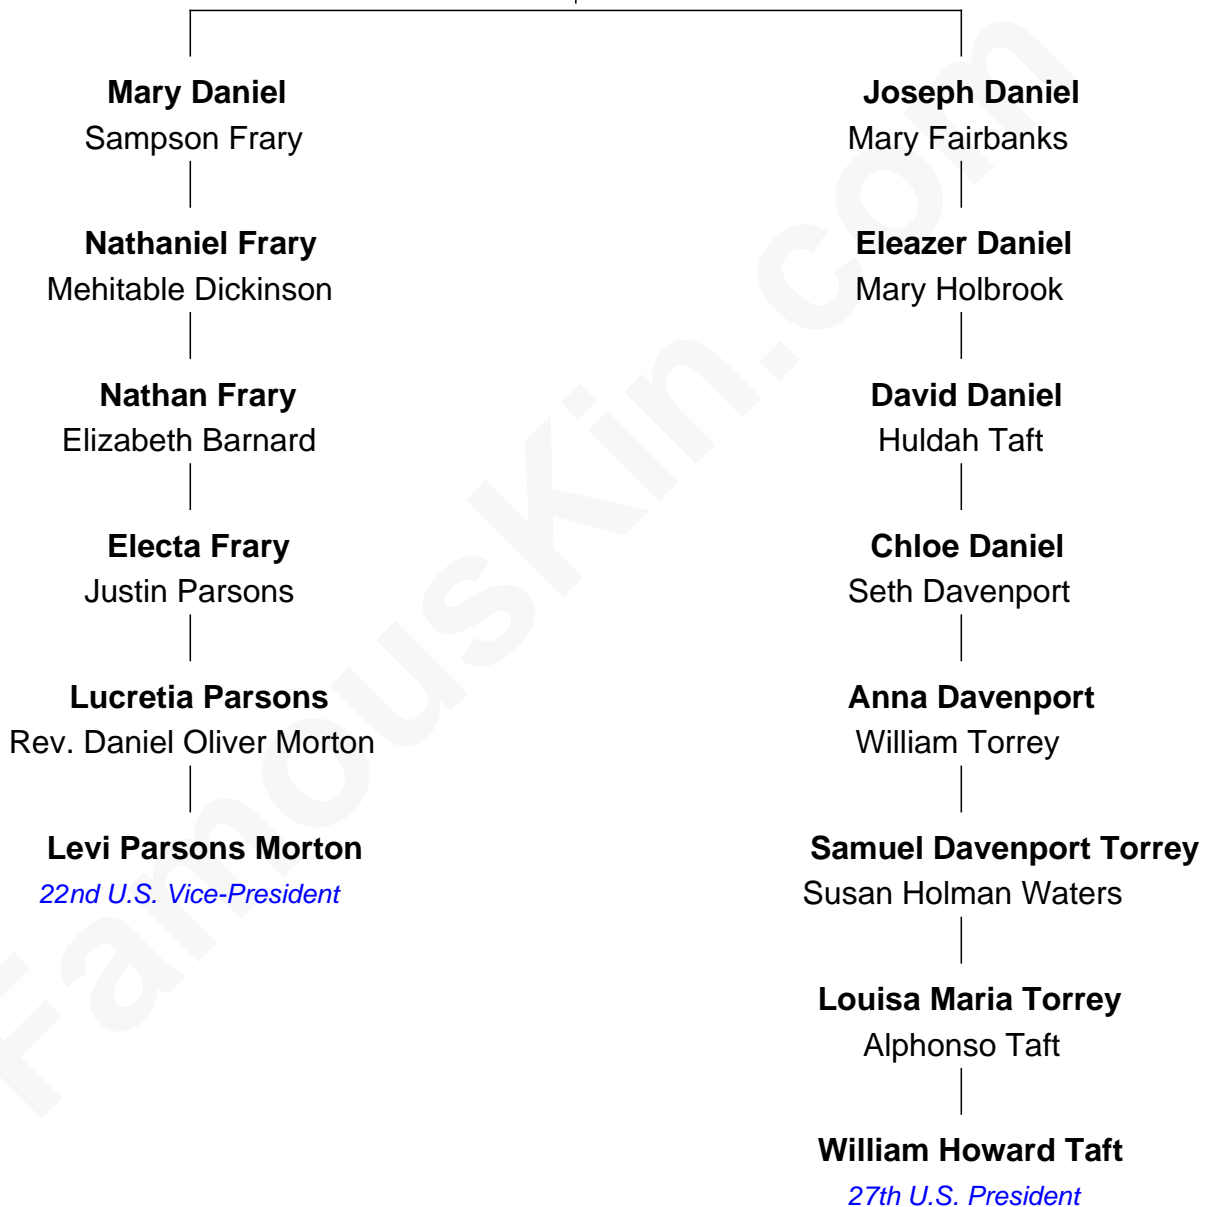 Mary Daniel
Sampson Frary
Nathaniel Frary
Mehitable Dickinson
Nathan Frary
Elizabeth Barnard
Electa Frary
Justin Parsons
Lucretia Parsons
Rev. Daniel Oliver Morton
Levi Parsons Morton
22nd U.S. Vice-President
Joseph Daniel
Mary Fairbanks
Eleazer Daniel
Mary Holbrook
David Daniel
Huldah Taft
Chloe Daniel
Seth Davenport
Anna Davenport
William Torrey
Samuel Davenport Torrey
Susan Holman Waters
Louisa Maria Torrey
Alphonso Taft
William Howard Taft
27th U.S. President
FamousKin.com